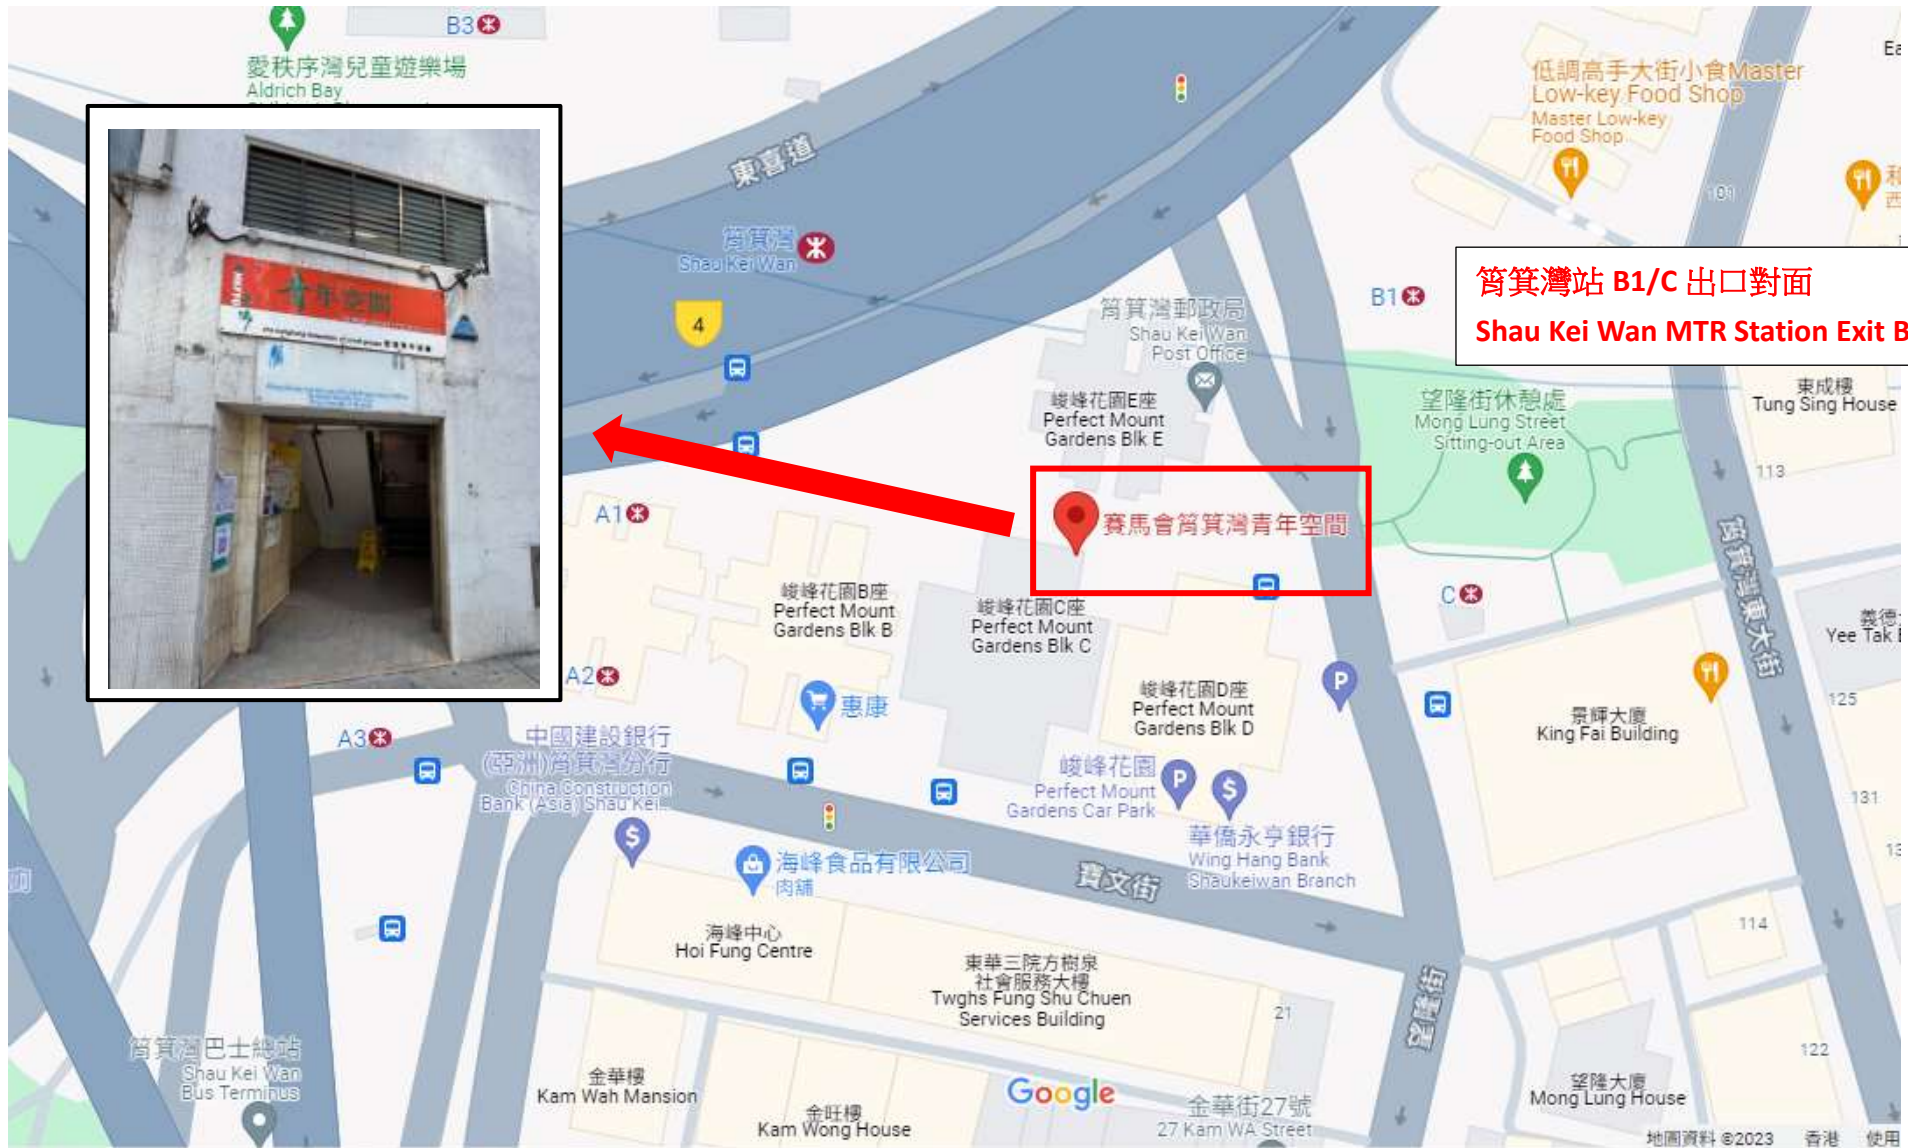 B3
愛秩序灣兒童遊樂場
Aldrich Bay
東喜道
低調高手大街小食Master
Low-key Food Shop
Master Low-key
Food Shop
101
筲箕灣
Shau Kei Wan
4
青年空間
B1
筲箕灣站 B1/C 出口對面
Shau Kei Wan MTR Station Exit B
筲箕灣郵政局
Shau Kei Wan
Post Office
峻峰花園E座
Perfect Mount
Gardens Blk E
望隆街休憩處
Mong Lung Street
Sitting-out Area
東成樓
Tung Sing House
113
A1
賽馬會筲箕灣青年空間
筲箕灣東大街
峻峰花園B座
Perfect Mount
Gardens Blk B
峻峰花園C座
Perfect Mount
Gardens Blk C
C
義德
Yee Tak
A2
惠康
峻峰花園D座
Perfect Mount
Gardens Blk D
P
景輝大廈
King Fai Building
125
A3
中國建設銀行
(亞洲)筲箕灣分行
China Construction
Bank (Asia) Shau Kei...
峻峰花園
Perfect Mount
Gardens Car Park
P
$
131
華僑永亨銀行
Wing Hang Bank
Shaukeiwan Branch
$
海峰食品有限公司
肉舖
寶文街
海峰中心
Hoi Fung Centre
東華三院方樹泉
社會服務大樓
Twghs Fung Shu Chuen
Services Building
21
114
望隆街
筲箕灣巴士總站
Shau Kei Wan
Bus Terminus
金華樓
Kam Wah Mansion
金旺樓
Kam Wong House
Google
金華街27號
27 Kam WA Street
122
望隆大廈
Mong Lung House
地圖資料 ©2023 香港 使用